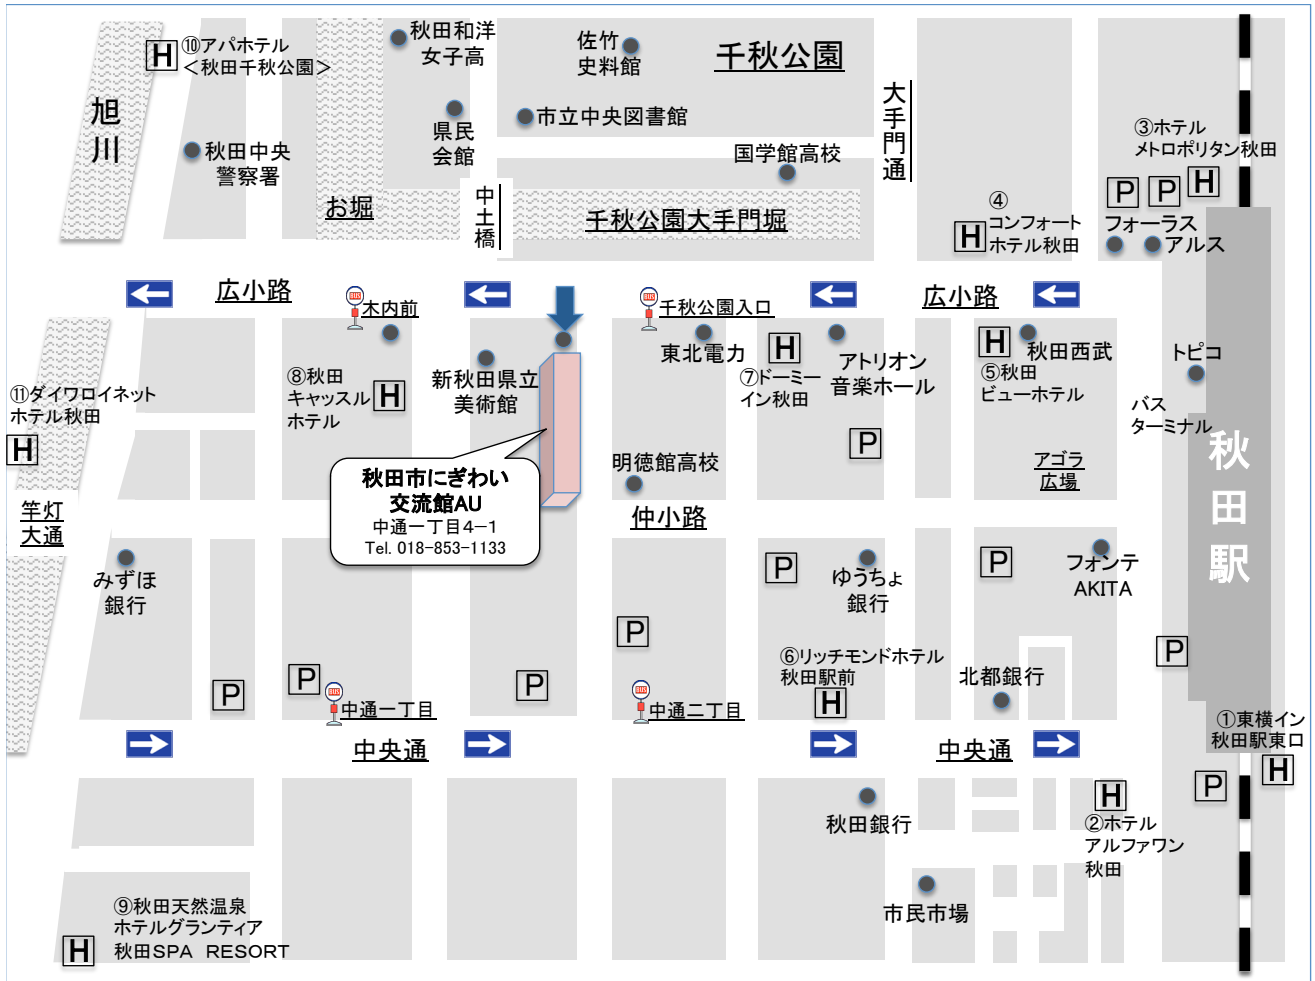 ⑩アパホテル
＜秋田千秋公園＞
H
秋田和洋
女子高
佐竹
史料館
千秋公園
旭川
県民
会館
市立中央図書館
大手門通
③ホテル
メトロポリタン秋田
秋田中央
警察署
国学館高校
P
P
H
お堀
中土橋
千秋公園大手門堀
④
コンフォート
ホテル秋田
H
フォーラス
アルス
広小路
BUS
木内前
BUS
千秋公園入口
広小路
⑪ダイワロイネット
ホテル秋田
H
⑧秋田
キャッスル
ホテル
H
新秋田県立
美術館
東北電力
H
⑦ドーミー
イン秋田
アトリオン
音楽ホール
H
秋田西武
⑤秋田
ビューホテル
トピコ
バス
ターミナル
P
秋田市にぎわい
交流館AU
中通一丁目4－1
Tel. 018-853-1133
明徳館高校
アゴラ
広場
秋田駅
竿灯
大通
仲小路
みずほ
銀行
P
ゆうちょ
銀行
P
フォンテ
AKITA
P
P
⑥リッチモンドホテル
秋田駅前
H
北都銀行
P
P
P
BUS
中通一丁目
BUS
中通二丁目
①東横イン
秋田駅東口
H
中央通
中央通
P
秋田銀行
H
②ホテル
アルファワン
秋田
市民市場
⑨秋田天然温泉
ホテルグランティア
秋田SPA RESORT
H